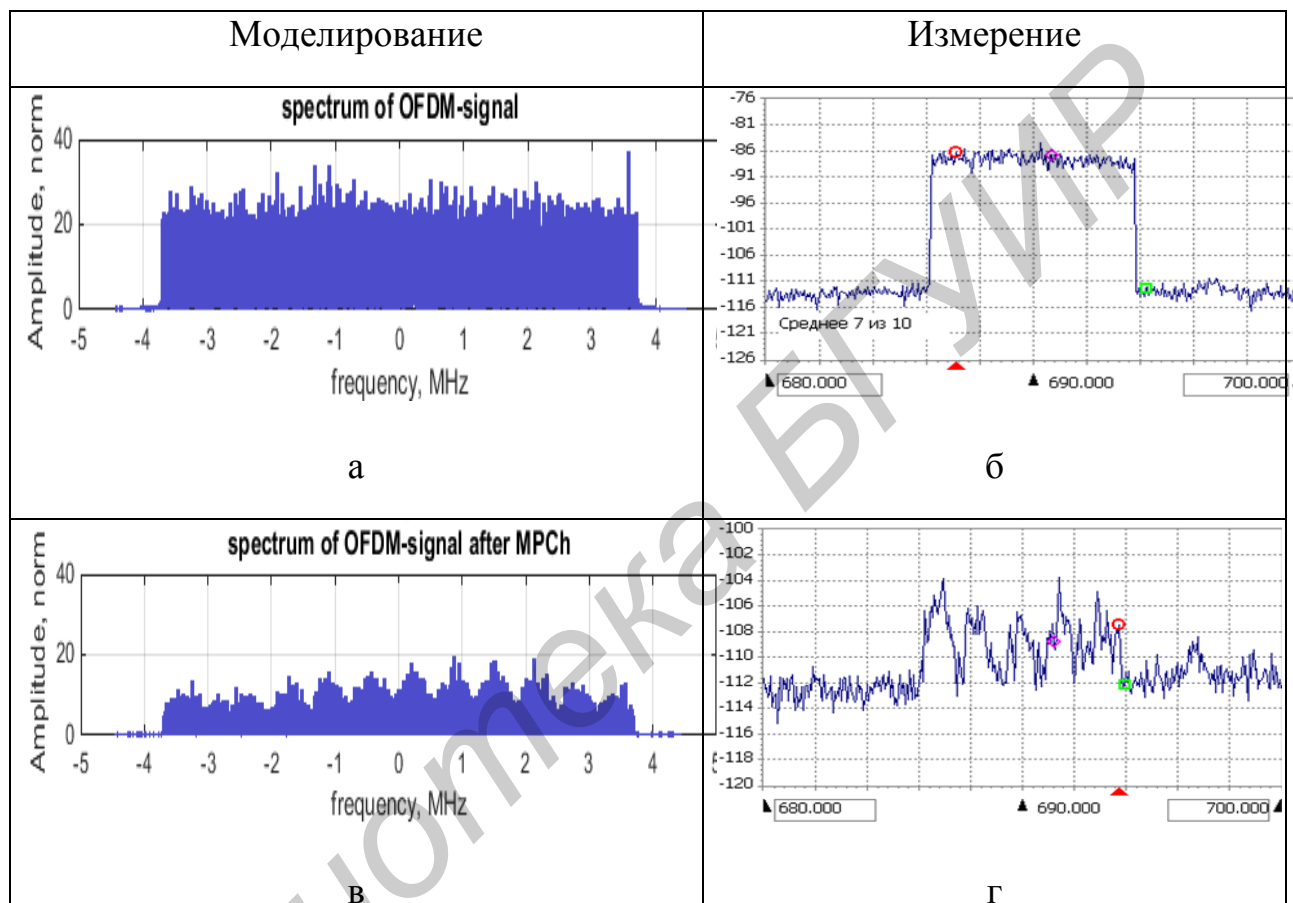 Моделирование
Измерение
spectrum of OFDM-signal
Amplitude, norm
40
20
0
-5 -4 -3 -2 -1 0 1 2 3 4
frequency, MHz
а
-76
-81
-86
-91
-96
-101
-106
-111
-116
-121
-126
Среднее 7 из 10
680.000 690.000 700.000
б
spectrum of OFDM-signal after MPCh
Amplitude, norm
40
20
0
-5 -4 -3 -2 -1 0 1 2 3 4
frequency, MHz
в
-100
-102
-104
-106
-108
-110
-112
-114
-116
-118
-120
680.000 690.000 700.000
г
иотека БГУИР